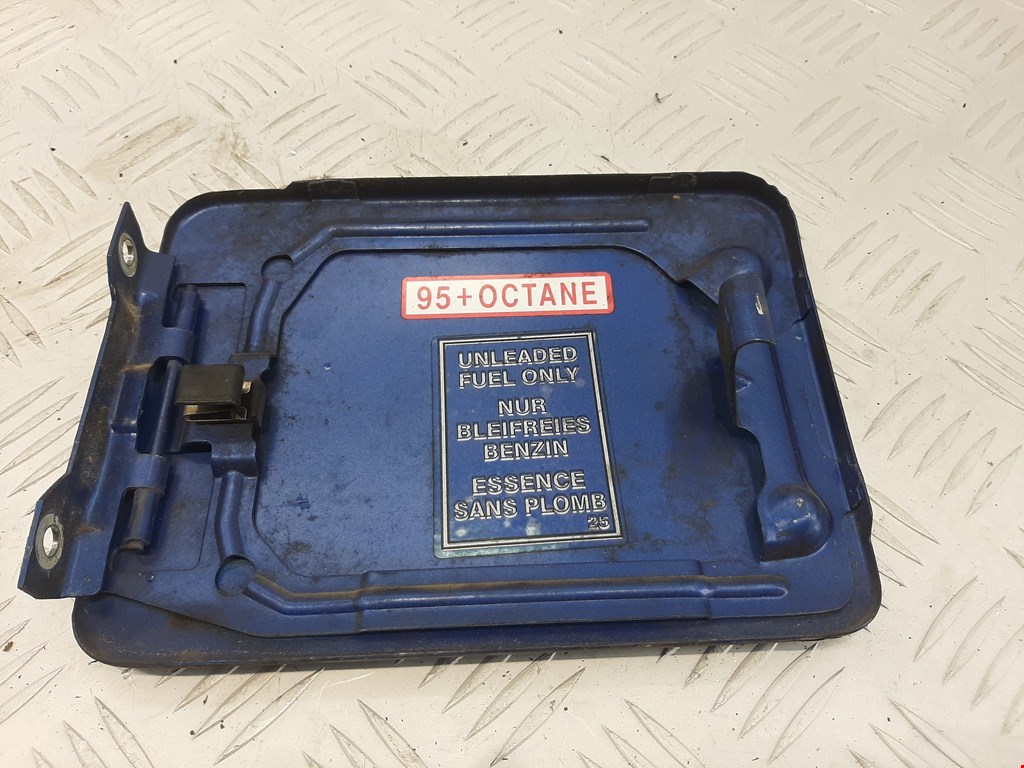 95+OCTANE
UNLEADED
FUEL ONLY
NUR
BLEIFREIES
BENZIN
ESSENCE
SANS PLOMB
25